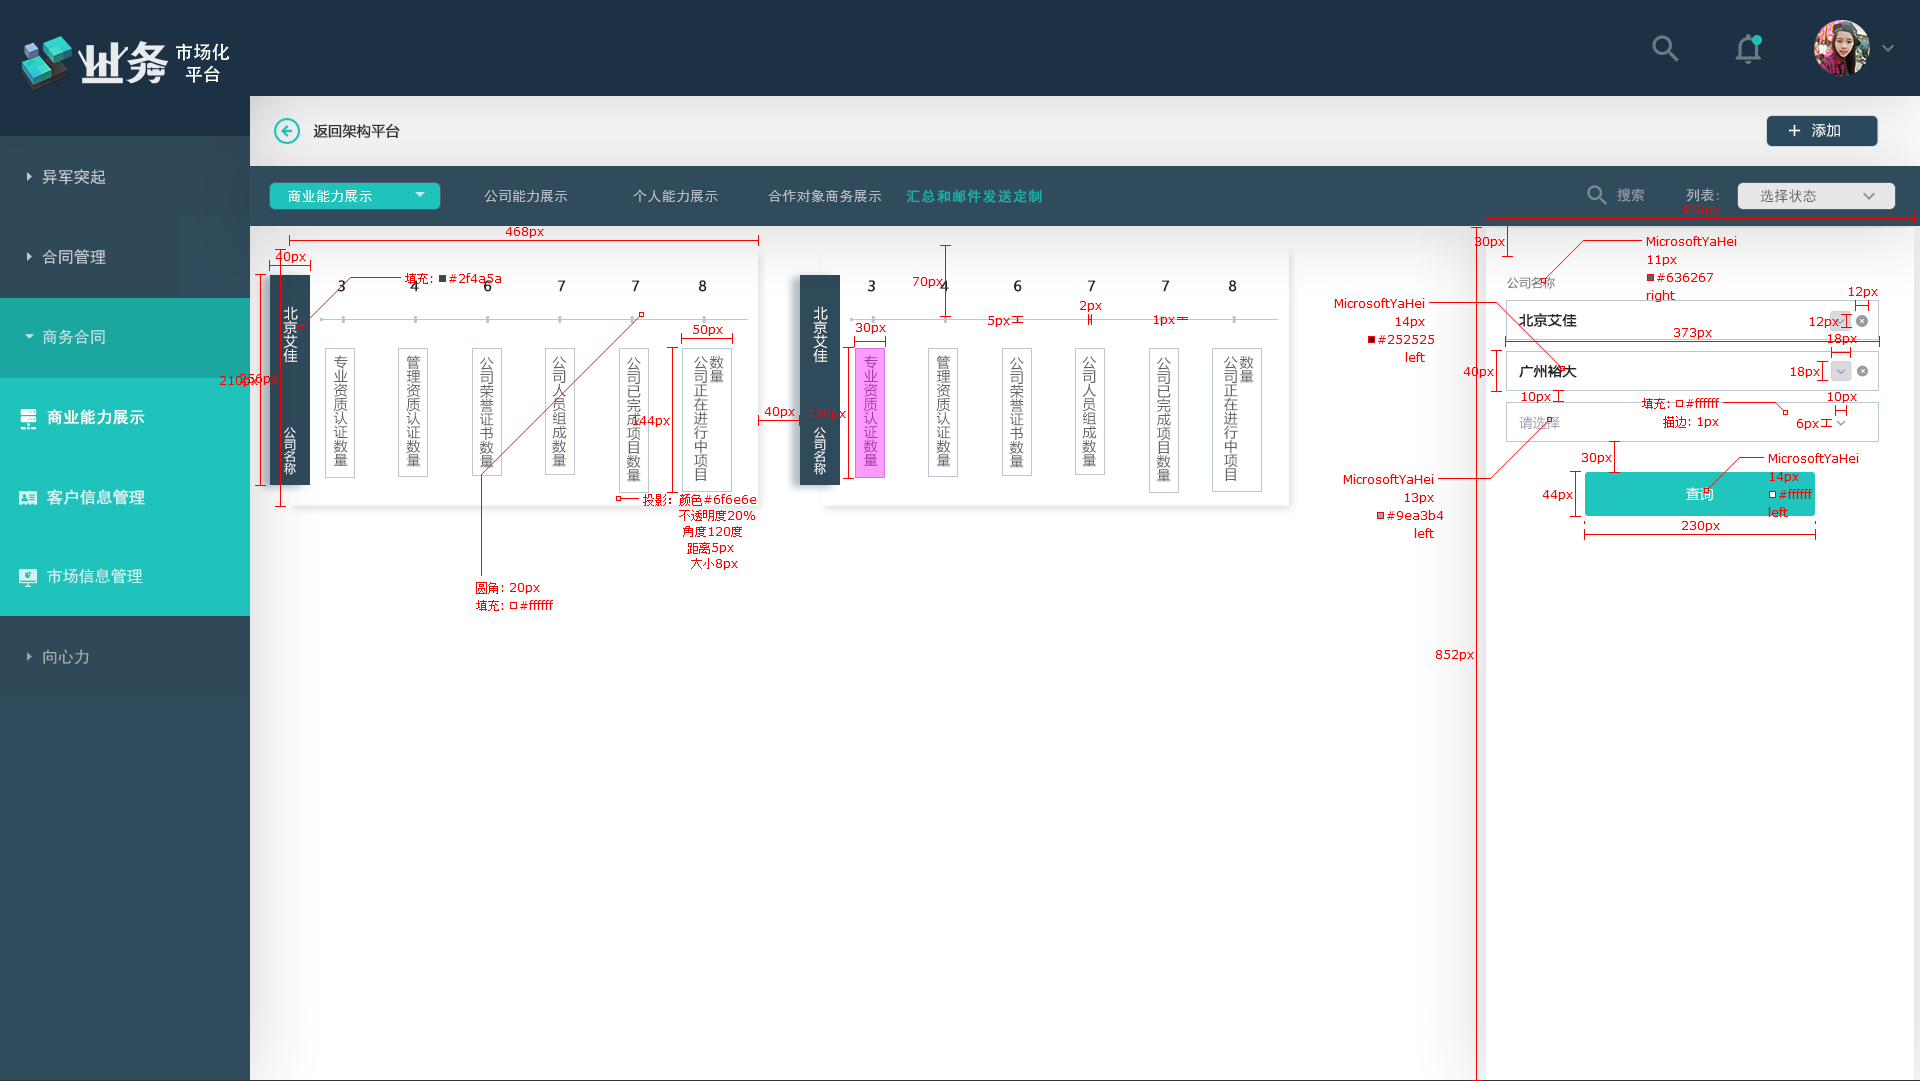 业务 市场化
平台
返回架构平台
+ 添加
异军突起
合同管理
商务合同
商业能力展示
客户信息管理
市场信息管理
向心力
商业能力展示 公司能力展示 个人能力展示 合作对象商务展示 汇总和邮件发送定制 搜索 列表: 选择状态
428px
468px
40px
填充: #2f4a5a
3 4 6 7 7 8
北京艾佳
公司名称
210px
256px
50px
专业资质认证数量
管理资质认证数量
公司荣誉证书数量
公司人员组成数量
公司已完成项目数量
公司正在进行中项目数量
144px
40px
投影: 颜色#6f6e6e
不透明度20%
角度120度
距离5px
大小8px
圆角: 20px
填充: #ffffff
3 4 6 7 7 8
70px
2px
5px
1px
30px
130px
北京艾佳
公司名称
专业资质认证数量
管理资质认证数量
公司荣誉证书数量
公司人员组成数量
公司已完成项目数量
公司正在进行中项目数量
30px
MicrosoftYaHei
11px
#636267
right
公司名称
12px
MicrosoftYaHei
14px
#252525
left
北京艾佳
12px
373px
18px
40px
广州裕大
18px
10px
10px
填充: #ffffff
描边: 1px
请选择
6px
30px
MicrosoftYaHei
14px
#ffffff
left
MicrosoftYaHei
13px
#9ea3b4
left
44px
查询
230px
852px